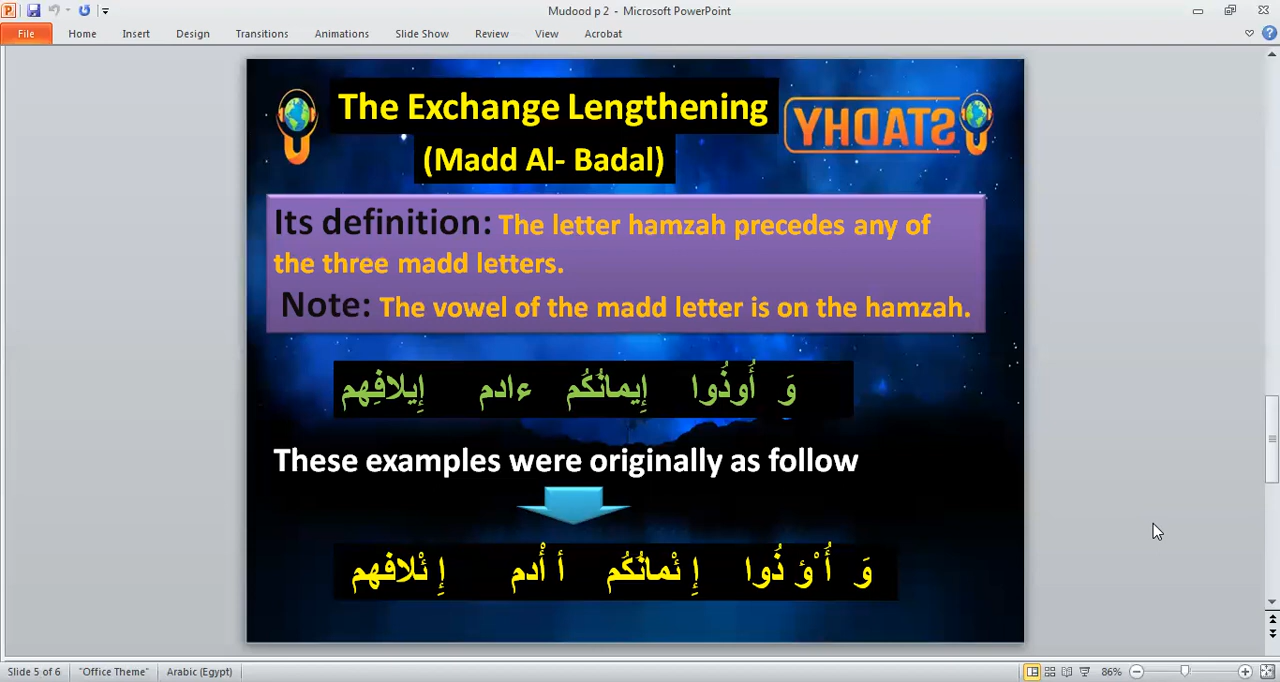 Mudood p 2 - Microsoft PowerPoint
File Home Insert Design Transitions Animations Slide Show Review View Acrobat
The Exchange Lengthening
(Madd Al- Badal)
STADHY
Its definition: The letter hamzah precedes any of
the three madd letters.
Note: The vowel of the madd letter is on the hamzah.
وَ أُوذُوا إِيمانُكُم ءادم إِيلافِهم
These examples were originally as follow
وَ أُ ْؤ ذُوا إِ ئْمانُكُم أ أْدم إِ ئْلافهم
Slide 5 of 6 "Office Theme" Arabic (Egypt) 86%